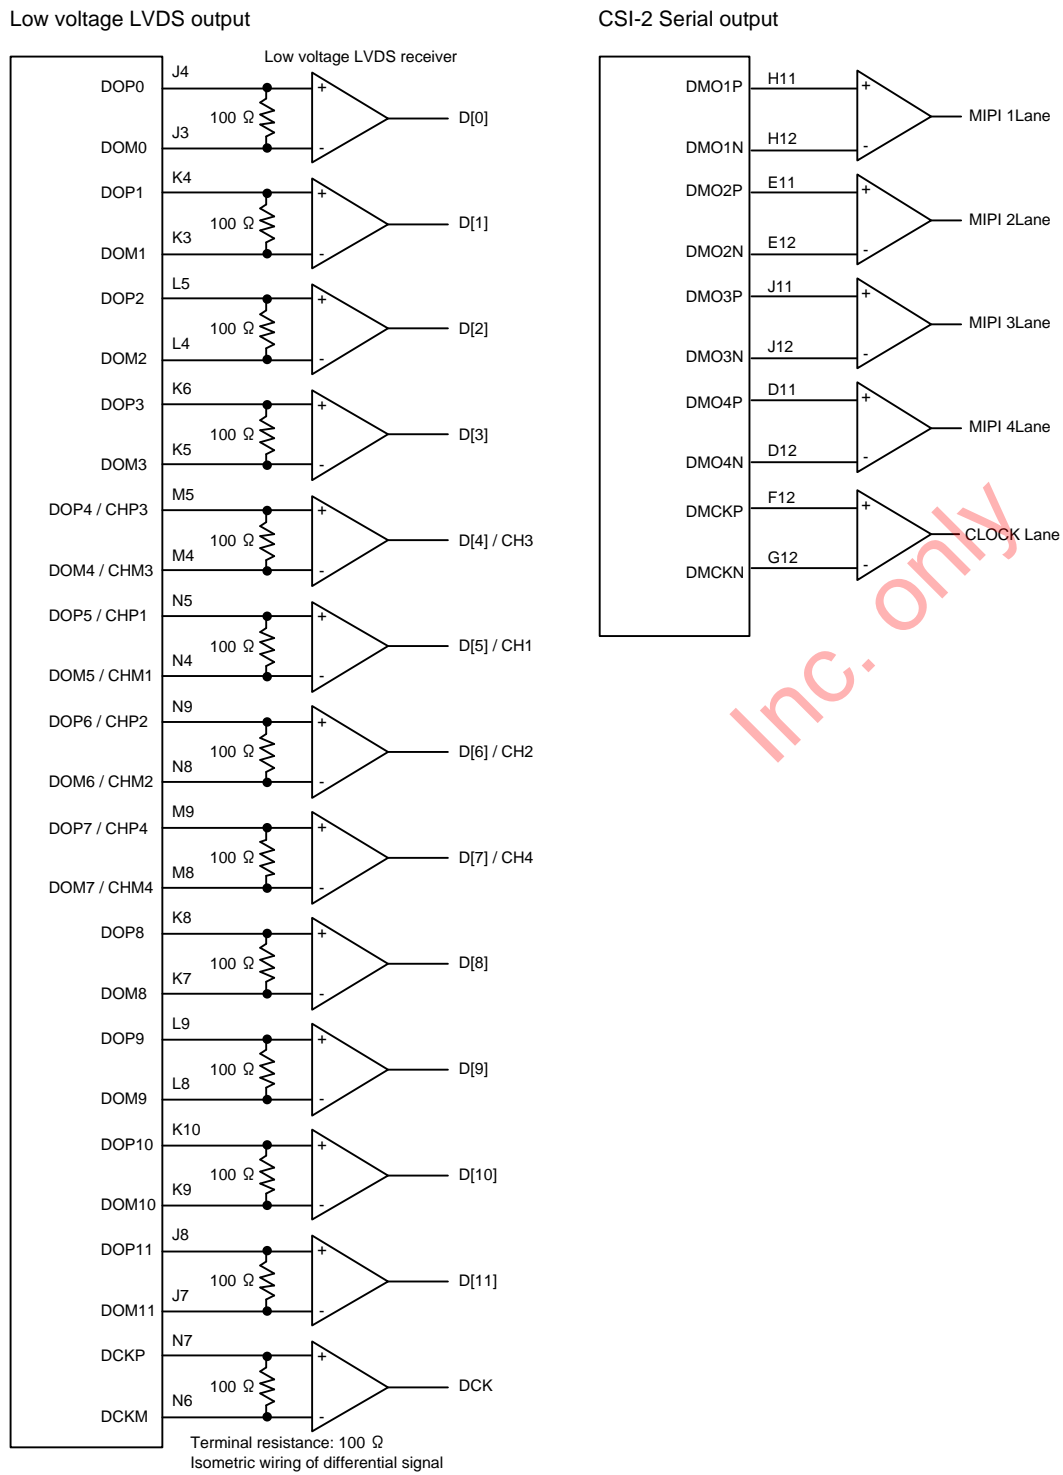 Low voltage LVDS output
Low voltage LVDS receiver
DOP0 J4 + D[0]
100 Ω
DOM0 J3 -
DOP1 K4 + D[1]
100 Ω
DOM1 K3 -
DOP2 L5 + D[2]
100 Ω
DOM2 L4 -
DOP3 K6 + D[3]
100 Ω
DOM3 K5 -
DOP4 / CHP3 M5 + D[4] / CH3
100 Ω
DOM4 / CHM3 M4 -
DOP5 / CHP1 N5 + D[5] / CH1
100 Ω
DOM5 / CHM1 N4 -
DOP6 / CHP2 N9 + D[6] / CH2
100 Ω
DOM6 / CHM2 N8 -
DOP7 / CHP4 M9 + D[7] / CH4
100 Ω
DOM7 / CHM4 M8 -
DOP8 K8 + D[8]
100 Ω
DOM8 K7 -
DOP9 L9 + D[9]
100 Ω
DOM9 L8 -
DOP10 K10 + D[10]
100 Ω
DOM10 K9 -
DOP11 J8 + D[11]
100 Ω
DOM11 J7 -
DCKP N7 + DCK
100 Ω
DCKM N6 -
Terminal resistance: 100 Ω
Isometric wiring of differential signal
CSI-2 Serial output
DMO1P H11 + MIPI 1Lane
DMO1N H12 -
DMO2P E11 + MIPI 2Lane
DMO2N E12 -
DMO3P J11 + MIPI 3Lane
DMO3N J12 -
DMO4P D11 + MIPI 4Lane
DMO4N D12 -
DMCKP F12 + CLOCK Lane
DMCKN G12 -
Inc. only